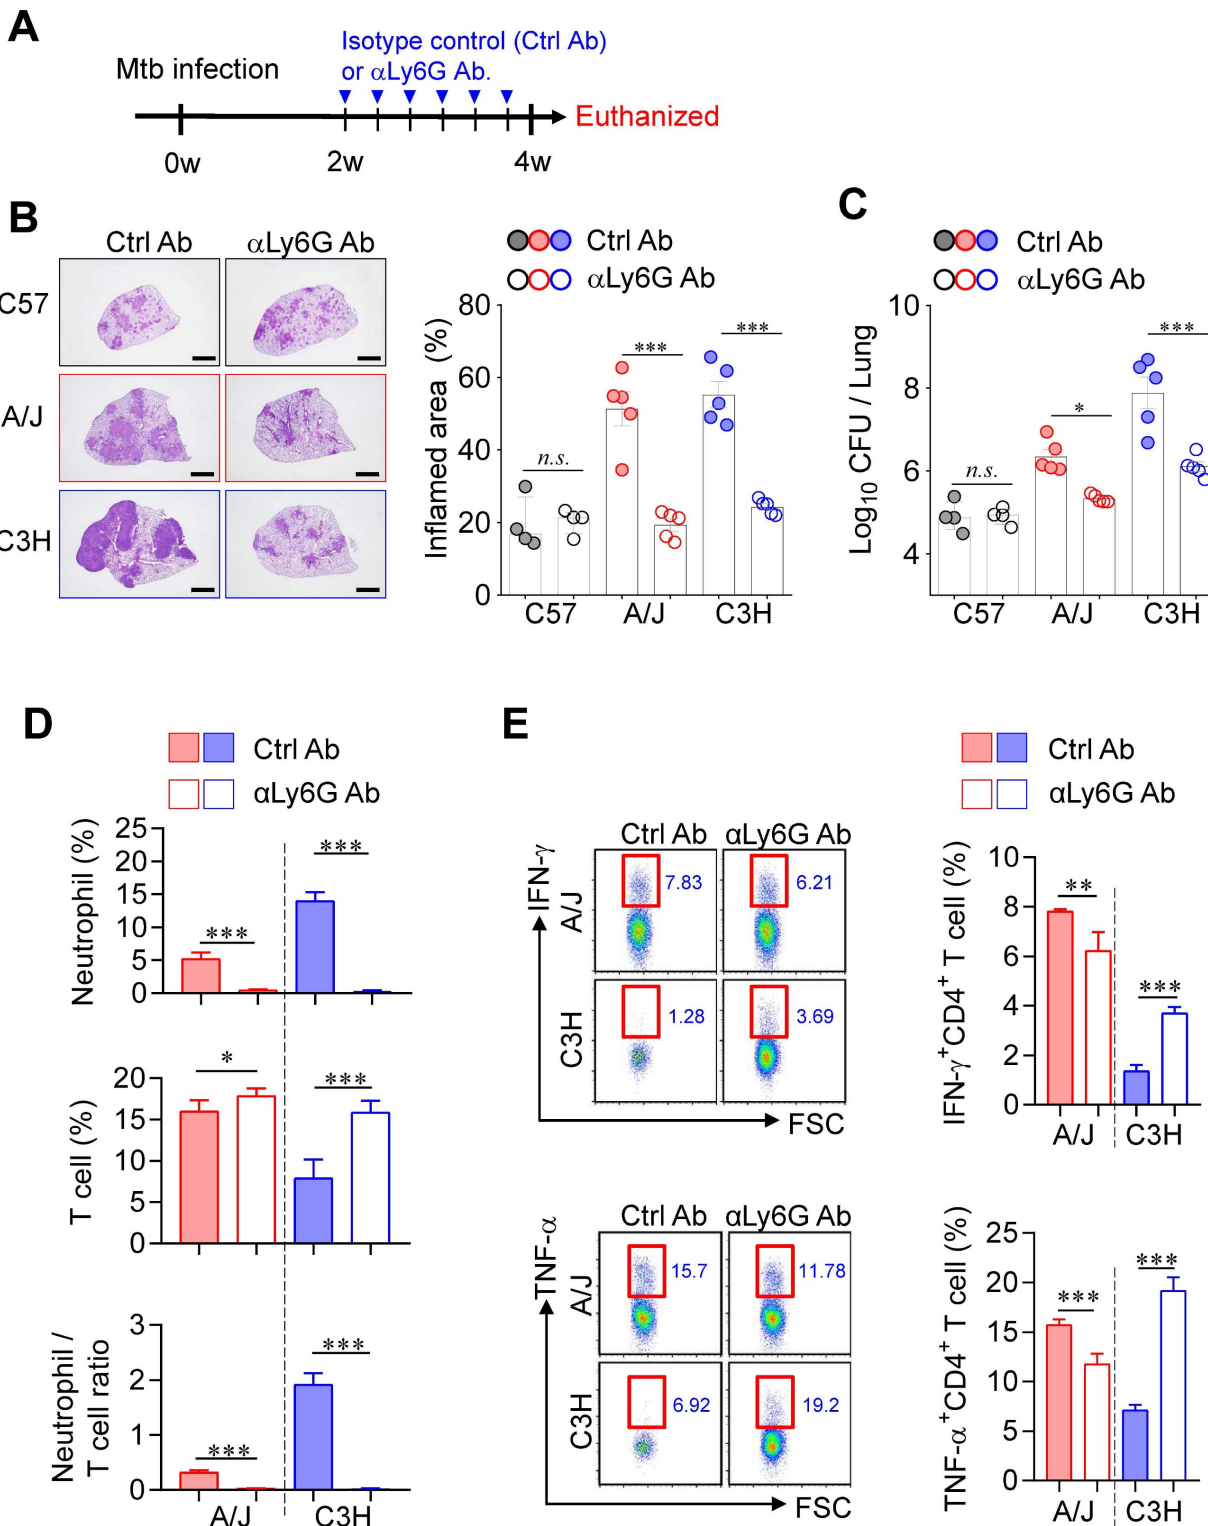 A
Isotype control (Ctrl Ab)
or αLy6G Ab.
Mtb infection
Euthanized
0w
2w
4w
B
Ctrl Ab
αLy6G Ab
C57
A/J
C3H
Ctrl Ab
αLy6G Ab
Inflamed area (%)
80
60
40
20
0
n.s.
***
***
C57
A/J
C3H
C
Ctrl Ab
αLy6G Ab
Log10 CFU / Lung
10
8
6
4
n.s.
*
***
C57
A/J
C3H
D
Ctrl Ab
αLy6G Ab
Neutrophil (%)
25
20
15
10
5
0
***
***
T cell (%)
20
15
10
5
0
*
***
Neutrophil /
T cell ratio
3
2
1
0
***
***
A/J
C3H
E
Ctrl Ab
αLy6G Ab
Ctrl Ab
αLy6G Ab
IFN-γ
A/J
7.83
6.21
C3H
1.28
3.69
FSC
IFN-γ+CD4+ T cell (%)
10
8
6
4
2
0
**
***
A/J
C3H
Ctrl Ab
αLy6G Ab
TNF-α
A/J
15.7
11.78
C3H
6.92
19.2
FSC
TNF-α+CD4+ T cell (%)
25
20
15
10
5
0
***
***
A/J
C3H